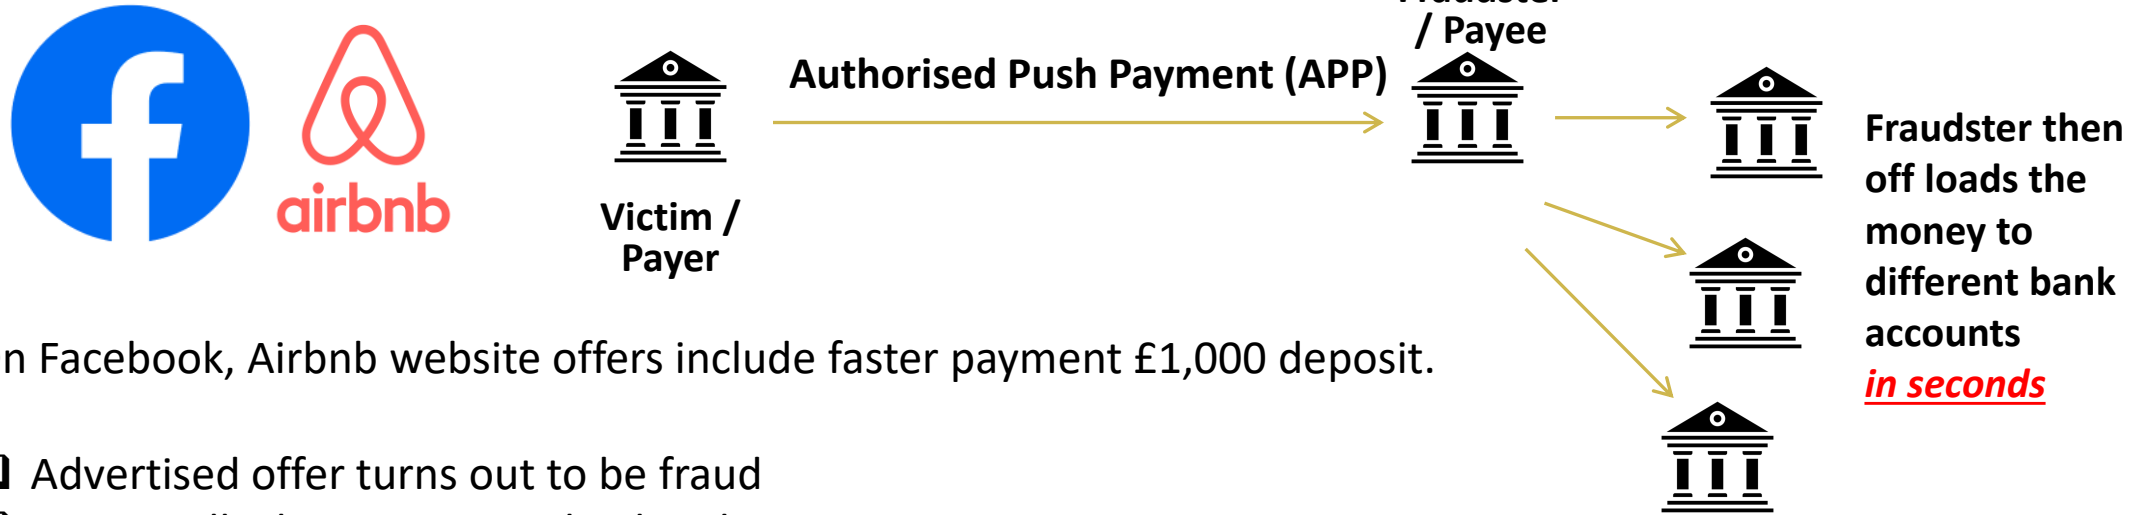 airbnb
Victim /
Payer
Authorised Push Payment (APP)
/ Payee
Fraudster then
off loads the
money to
different bank
accounts
in seconds
Facebook, Airbnb website offers include faster payment £1,000 deposit.
Advertised offer turns out to be fraud